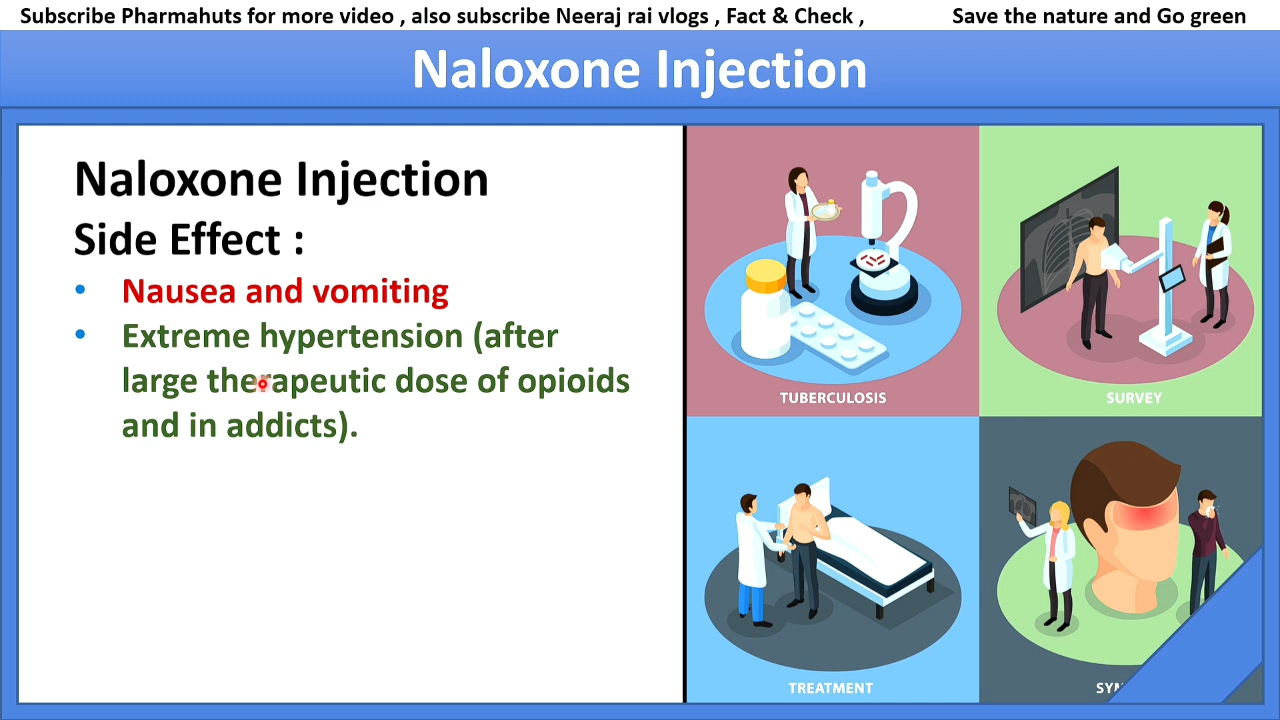 Subscribe Pharmahuts for more video , also subscribe Neeraj rai vlogs , Fact & Check , Save the nature and Go green
Naloxone Injection
Naloxone Injection
Side Effect :
• Nausea and vomiting
• Extreme hypertension (after
large therapeutic dose of opioids
and in addicts).
TUBERCULOSIS
SURVEY
TREATMENT